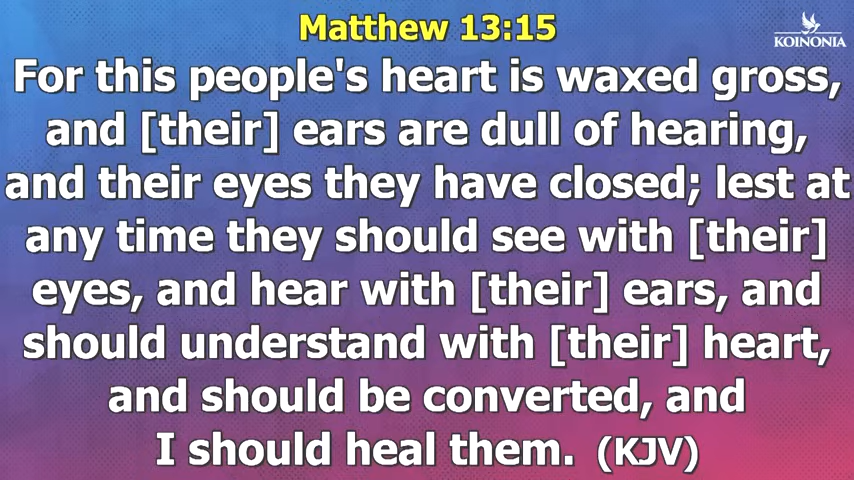 Matthew 13:15
KOINONIA
For this people's heart is waxed gross,
and [their] ears are dull of hearing,
and their eyes they have closed; lest at
any time they should see with [their]
eyes, and hear with [their] ears, and
should understand with [their] heart,
and should be converted, and
I should heal them. (KJV)